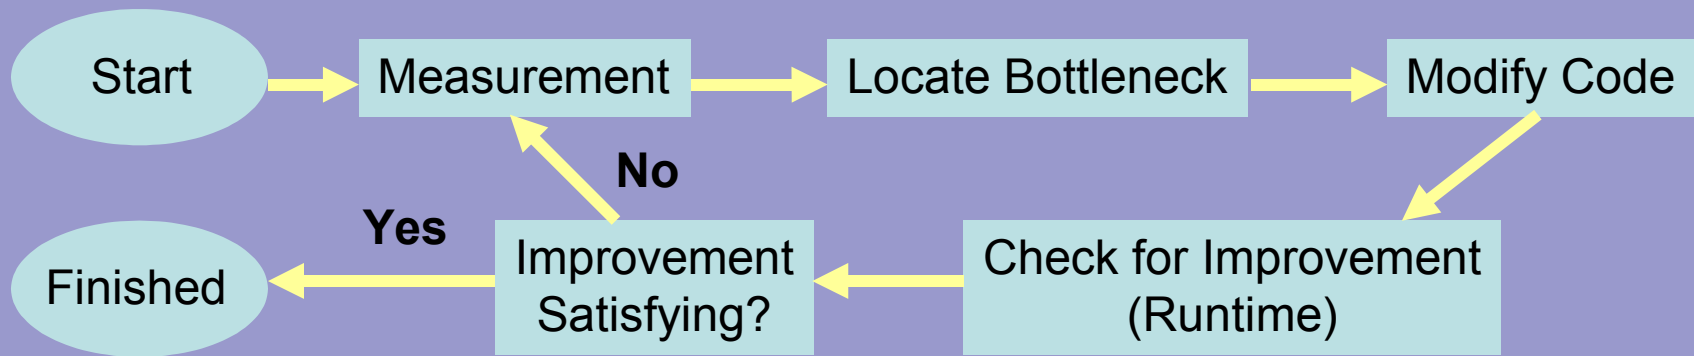 Start
Measurement
Locate Bottleneck
Modify Code
No
Yes
Finished
Improvement
Satisfying?
Check for Improvement
(Runtime)